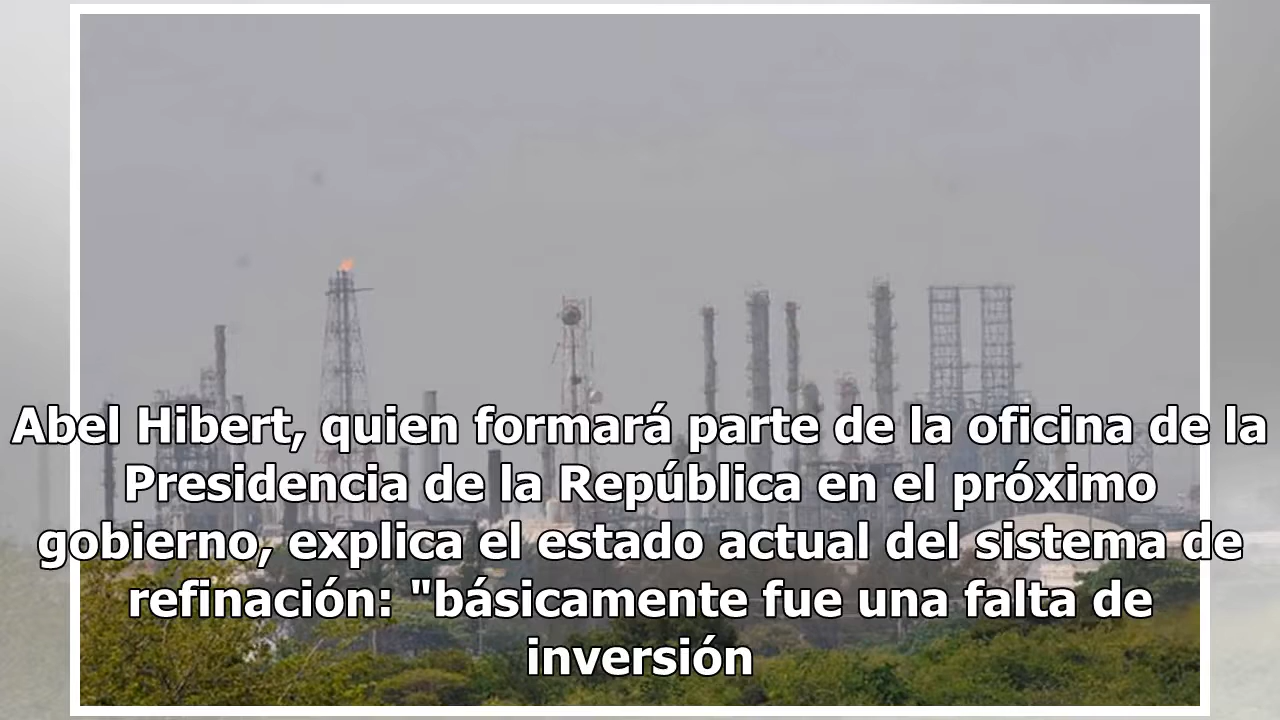 Abel Hibert, quien formará parte de la oficina de la
Presidencia de la República en el próximo
gobierno, explica el estado actual del sistema de
refinación: "básicamente fue una falta de
inversión